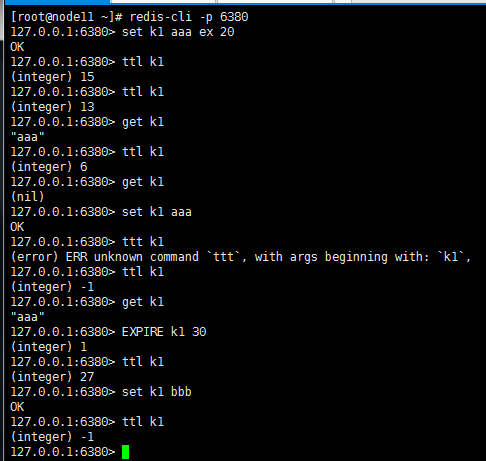 [root@node11 ~]# redis-cli -p 6380
127.0.0.1:6380> set k1 aaa ex 20
OK
127.0.0.1:6380> ttl k1
(integer) 15
127.0.0.1:6380> ttl k1
(integer) 13
127.0.0.1:6380> get k1
"aaa"
127.0.0.1:6380> ttl k1
(integer) 6
127.0.0.1:6380> get k1
(nil)
127.0.0.1:6380> set k1 aaa
OK
127.0.0.1:6380> ttt k1
(error) ERR unknown command `ttt`, with args beginning with: `k1`,
127.0.0.1:6380> ttl k1
(integer) -1
127.0.0.1:6380> get k1
"aaa"
127.0.0.1:6380> EXPIRE k1 30
(integer) 1
127.0.0.1:6380> ttl k1
(integer) 27
127.0.0.1:6380> set k1 bbb
OK
127.0.0.1:6380> ttl k1
(integer) -1
127.0.0.1:6380>